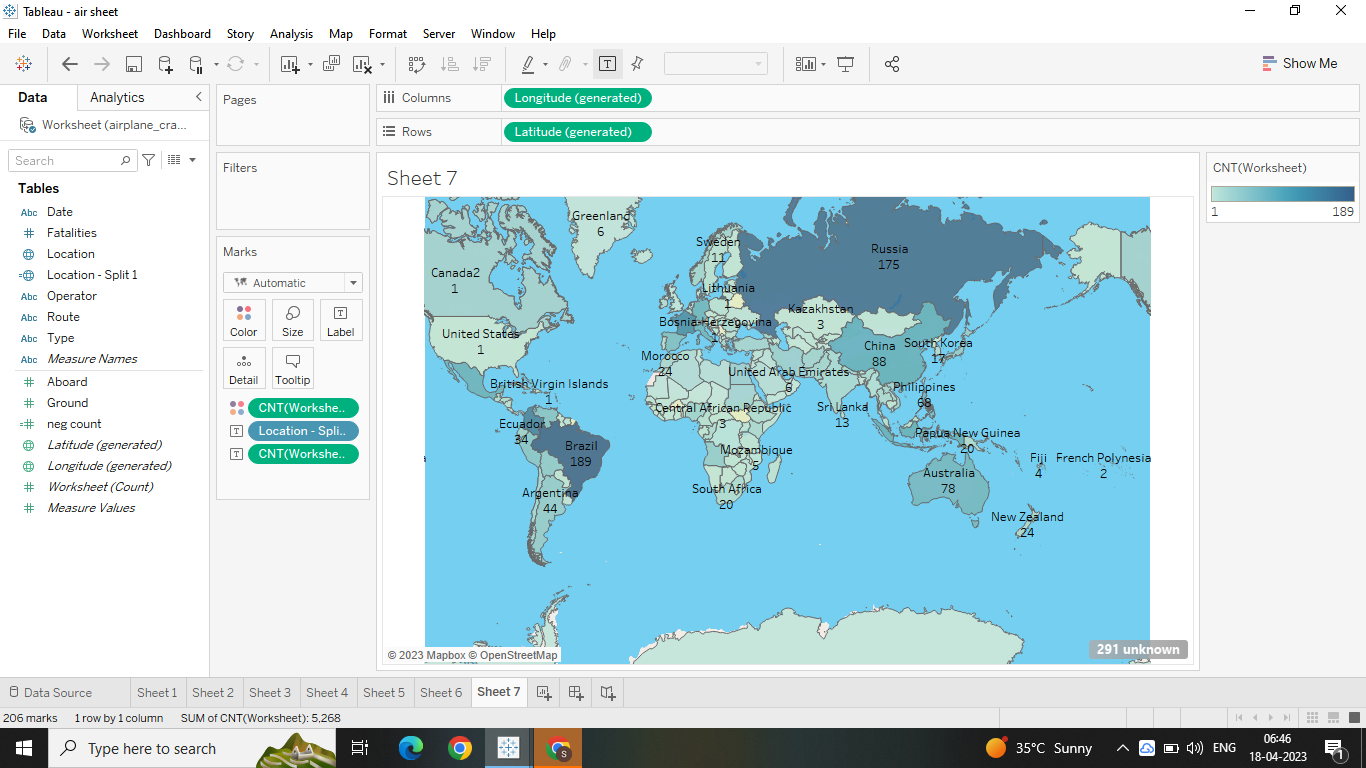 Tableau - air sheet
File Data Worksheet Dashboard Story Analysis Map Format Server Window Help
Show Me
Data Analytics
Worksheet (airplane_cra...
Search
Tables
Abc Date
# Fatalities
Location
Location - Split 1
Abc Operator
Abc Route
Abc Type
Abc Measure Names
# Aboard
# Ground
=# neg count
Latitude (generated)
Longitude (generated)
# Worksheet (Count)
# Measure Values
Pages
Filters
Marks
Automatic
Color Size Label
Detail Tooltip
CNT(Workshe..
Location - Spli..
CNT(Workshe..
Columns Longitude (generated)
Rows Latitude (generated)
Sheet 7
Greenland
6
Sweden
11
Russia
175
Canada2
1
Lithuania
1
Kazakhstan
3
Bosnia-Herzegovina
1
United States
1
China
88
South Korea
17
Morocco
24
United Arab Emirates
6
British Virgin Islands
1
Philippines
68
Central African Republic
3
Sri Lanka
13
Ecuador
34
Brazil
189
Papua New Guinea
20
Mozambique
5
Fiji
4
French Polynesia
2
Australia
78
Argentina
44
South Africa
20
New Zealand
24
© 2023 Mapbox © OpenStreetMap
291 unknown
CNT(Worksheet)
1 189
Data Source Sheet 1 Sheet 2 Sheet 3 Sheet 4 Sheet 5 Sheet 6 Sheet 7
206 marks 1 row by 1 column SUM of CNT(Worksheet): 5,268
Type here to search
35°C Sunny
ENG
06:46
18-04-2023
1